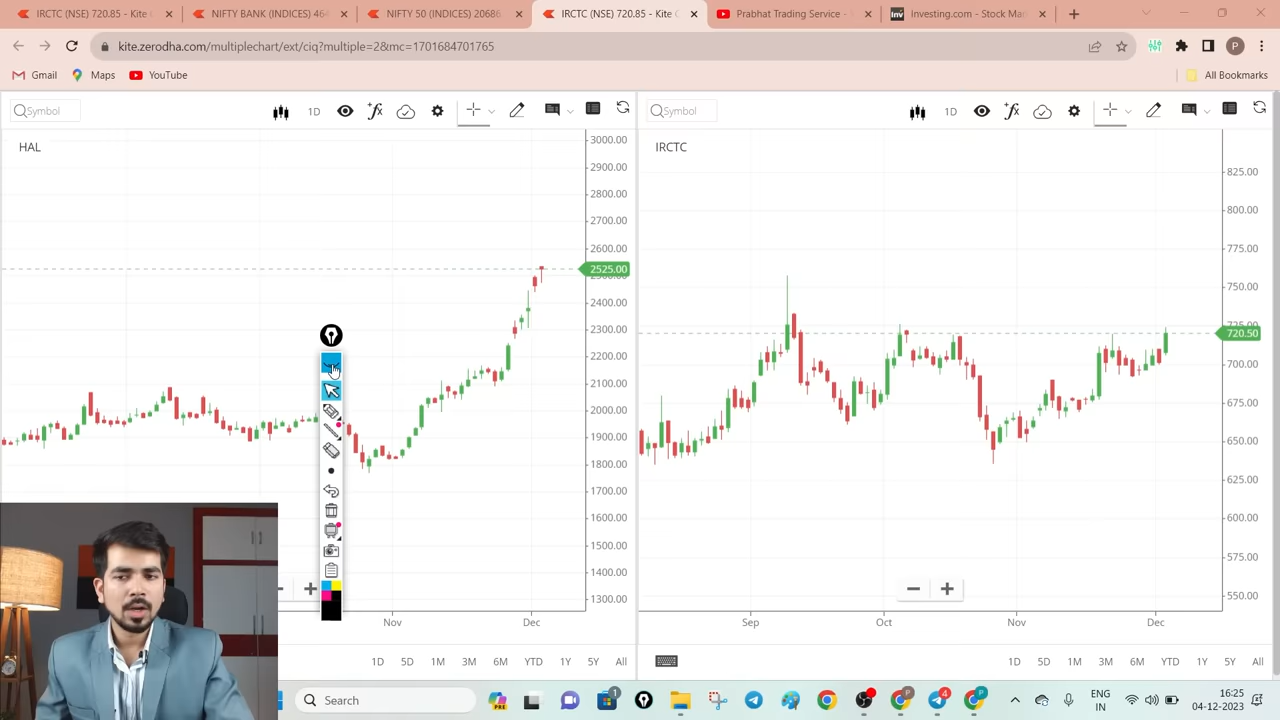 IRCTC (NSE) 720.85 - Kite C
NIFTY BANK (INDICES) 464
NIFTY 50 (INDICES) 20686
IRCTC (NSE) 720.85 - Kite C
Prabhat Trading Service -
Inv
Investing.com - Stock Ma
kite.zerodha.com/multiplechart/ext/ciq?multiple=2&mc=1701684701765
P
Gmail
Maps
YouTube
All Bookmarks
Symbol
1D
Symbol
1D
HAL
3000.00
2900.00
2800.00
2700.00
2600.00
2525.00
2400.00
2300.00
2200.00
2100.00
2000.00
1900.00
1800.00
1700.00
1600.00
1500.00
1400.00
1300.00
Nov
Dec
IRCTC
825.00
800.00
775.00
750.00
720.50
700.00
675.00
650.00
625.00
600.00
575.00
550.00
Sep
Oct
Nov
Dec
1D 5D 1M 3M 6M YTD 1Y 5Y All
1D 5D 1M 3M 6M YTD 1Y 5Y All
Search
1
P
4
P
ENG
IN
16:25
04-12-2023